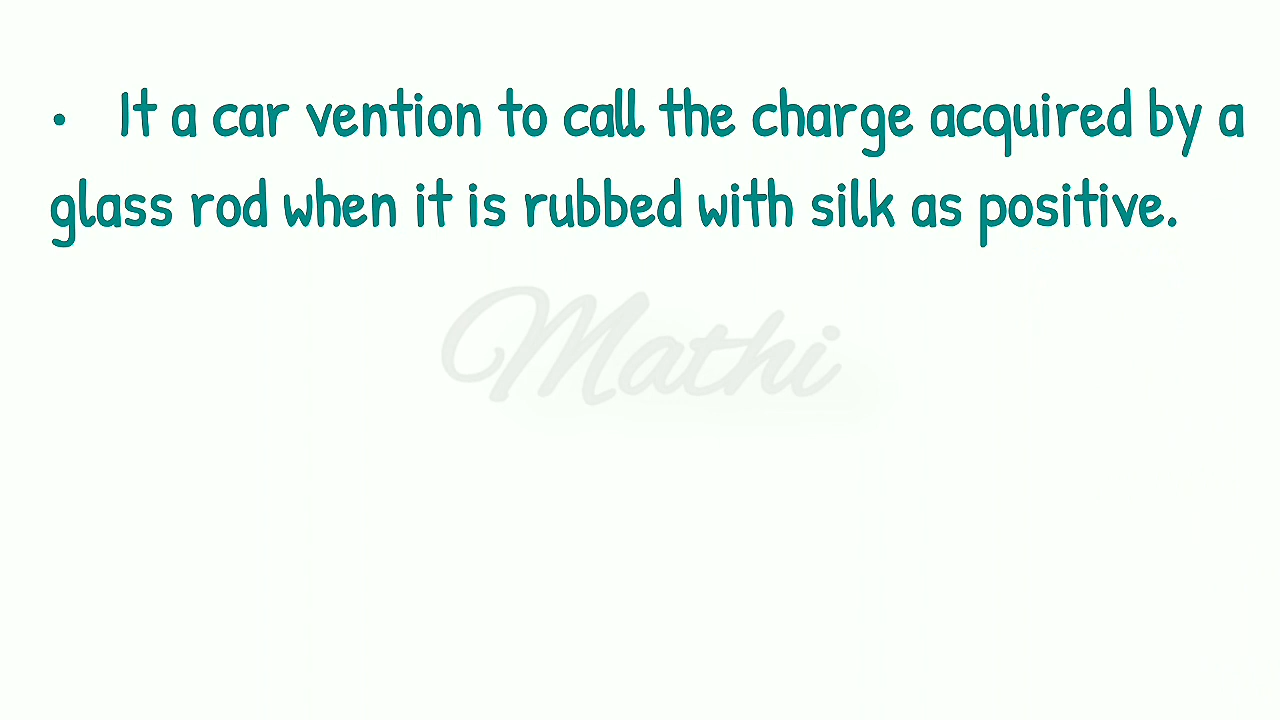 • It a car vention to call the charge acquired by a
glass rod when it is rubbed with silk as positive.
Mathi